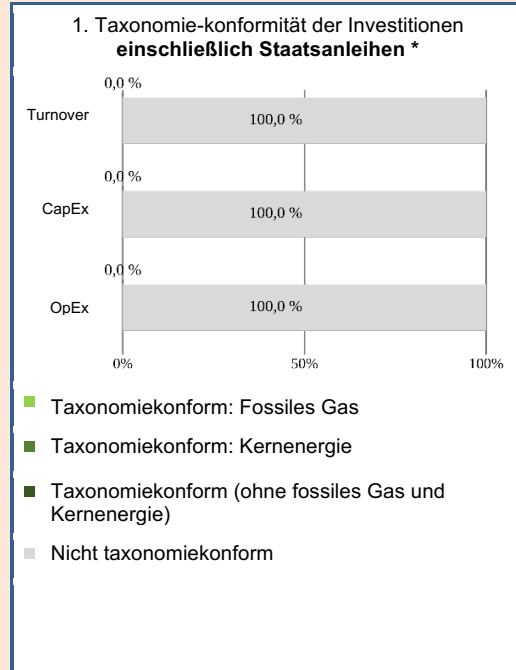 1. Taxonomie-konformität der Investitionen
einschließlich Staatsanleihen *
0,0 %
Turnover
100,0 %
0,0 %
CapEx
100,0 %
0,0 %
OpEx
100,0 %
0%
50%
100%
Taxonomiekonform: Fossiles Gas
Taxonomiekonform: Kernenergie
Taxonomiekonform (ohne fossiles Gas und
Kernenergie)
Nicht taxonomiekonform